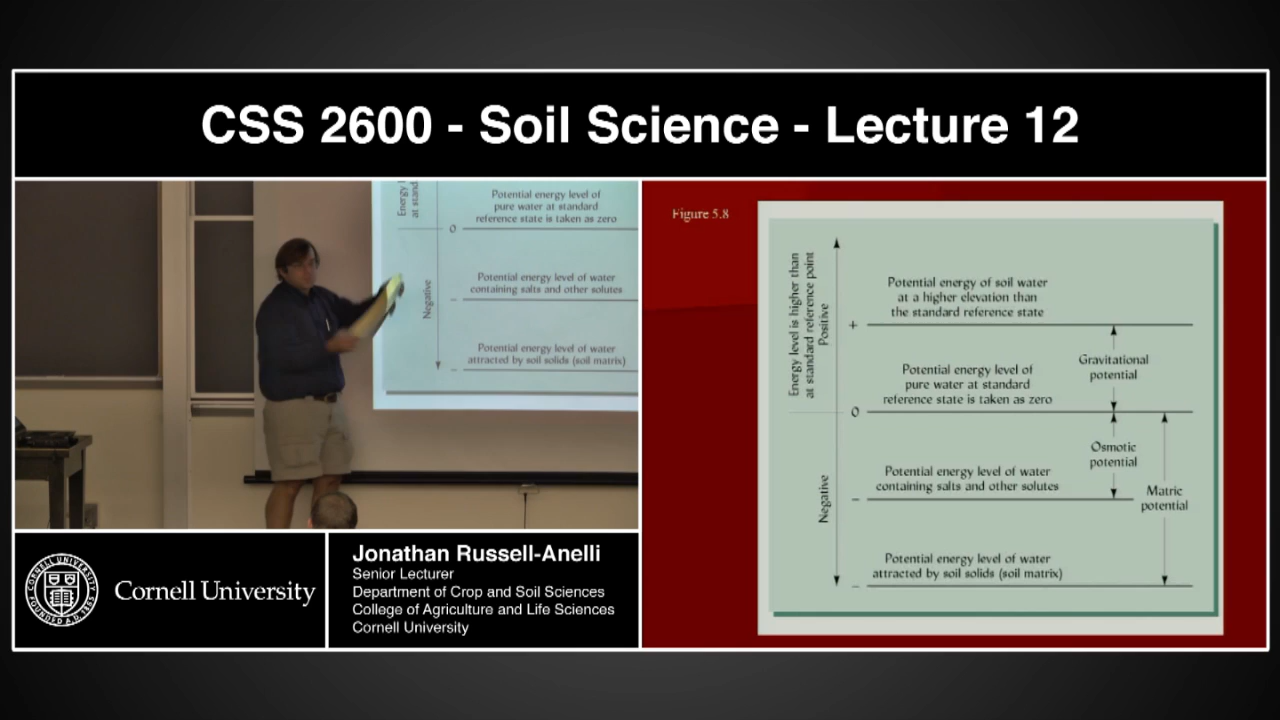 CSS 2600 - Soil Science - Lecture 12
Energy l
at stand
Potential energy level of
pure water at standard
reference state is taken as zero
0
Potential energy level of water
containing salts and other solutes
Negative
Potential energy level of water
attracted by soil solids (soil matrix)
Figure 5.8
Energy level is higher than
at standard reference point
Positive
Potential energy of soil water
at a higher elevation than
the standard reference state
+
Gravitational
potential
Potential energy level of
pure water at standard
reference state is taken as zero
0
Osmotic
potential
Negative
Potential energy level of water
containing salts and other solutes
–
Matric
potential
Potential energy level of water
attracted by soil solids (soil matrix)
–
Cornell University
Jonathan Russell-Anelli
Senior Lecturer
Department of Crop and Soil Sciences
College of Agriculture and Life Sciences
Cornell University